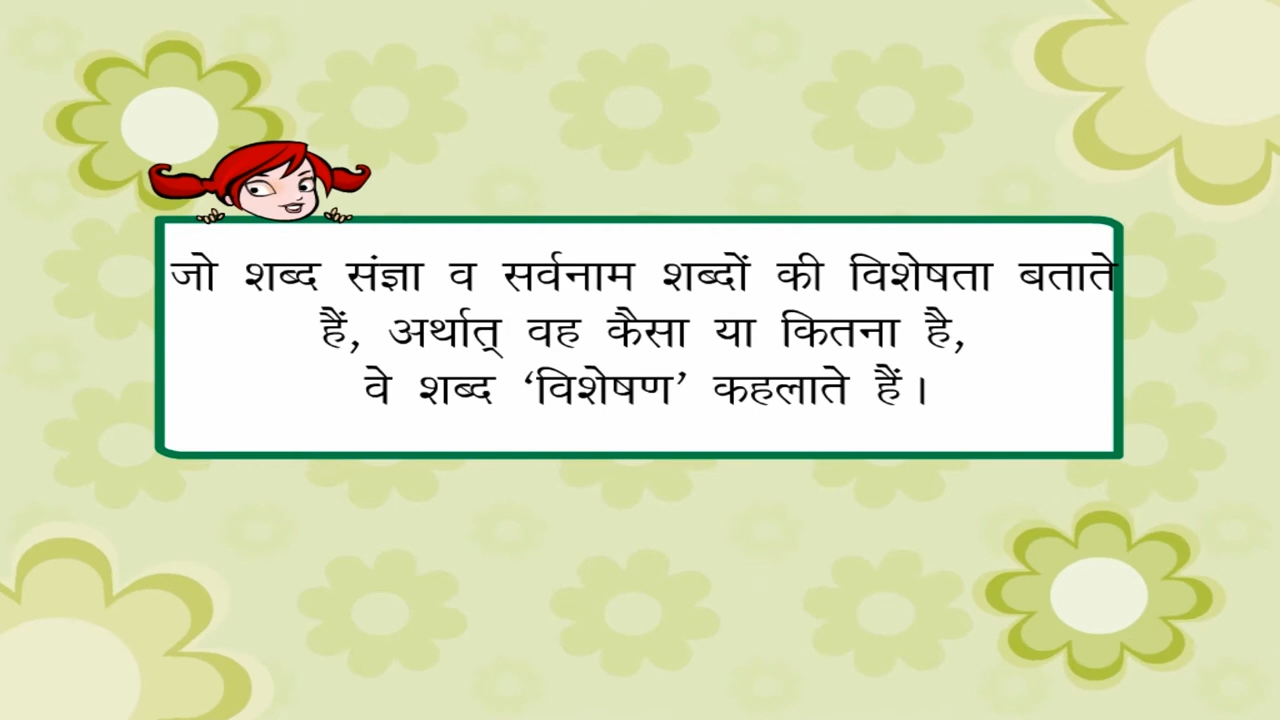 जो शब्द संज्ञा व सर्वनाम शब्दों की विशेषता बताते
हैं, अर्थात् वह कैसा या कितना है,
वे शब्द ‘विशेषण’ कहलाते हैं।